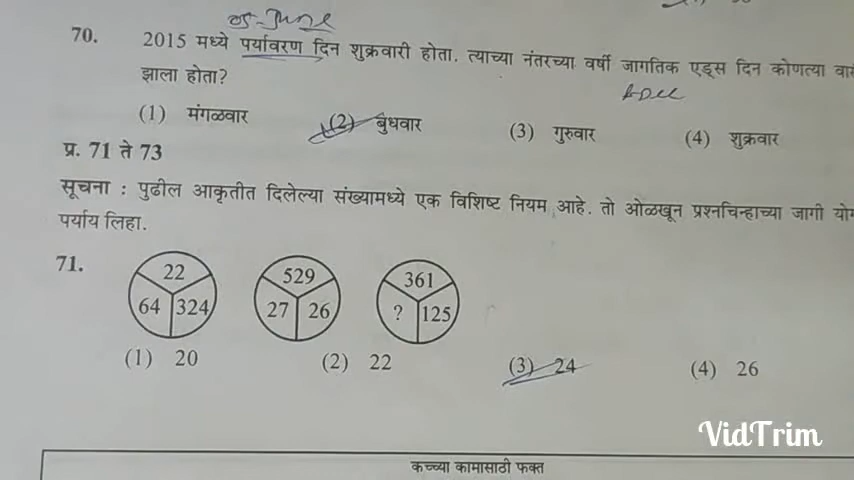 05-June
70. 2015 मध्ये पर्यावरण दिन शुक्रवारी होता. त्याच्या नंतरच्या वर्षी जागतिक एड्स दिन कोणत्या
झाला होता?
(1) मंगळवार (2) बुधवार (3) गुरुवार (4) शुक्रवार
प्र. 71 ते 73
सूचना : पुढील आकृतीत दिलेल्या संख्यामध्ये एक विशिष्ट नियम आहे. तो ओळखून प्रश्नचिन्हाच्या जागी
पर्याय लिहा.
71. 22 529 361
64 324 27 26 ? 125
(1) 20 (2) 22 (3) 24 (4) 26
VidTrim
कच्च्या कामासाठी फक्त